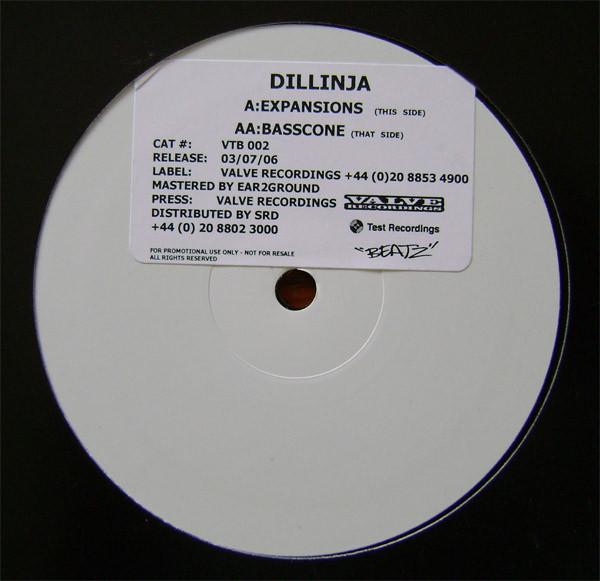 DILLINJA
A:EXPANSIONS (THIS SIDE)
AA:BASSCONE (THAT SIDE)
CAT #: VTB 002
RELEASE: 03/07/06
LABEL: VALVE RECORDINGS +44 (0)20 8853 4900
MASTERED BY EAR2GROUND
PRESS: VALVE RECORDINGS
VALVE
RECORDINGS
DISTRIBUTED BY SRD
+44 (0) 20 8802 3000
Test Recordings
"BEATZ"
FOR PROMOTIONAL USE ONLY - NOT FOR RESALE
ALL RIGHTS RESERVED